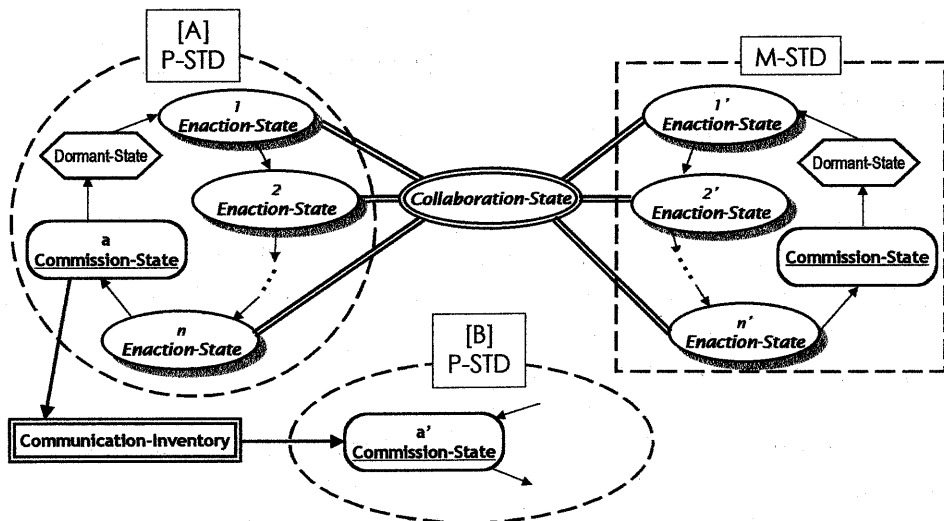 [A]
P-STD
1
Enaction-State
Dormant-State
2
Enaction-State
a
Commission-State
n
Enaction-State
Collaboration-State
M-STD
1'
Enaction-State
Dormant-State
2'
Enaction-State
Commission-State
n'
Enaction-State
[B]
P-STD
Communication-Inventory
a'
Commission-State